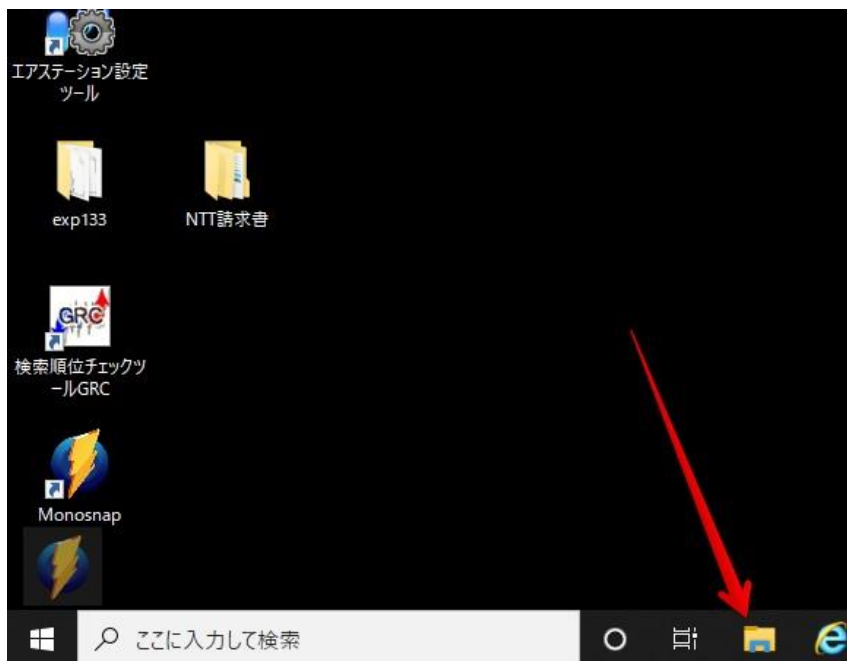 エアステーション設定
ツール
exp133
NTT請求書
GRC
検索順位チェックツ
ールGRC
Monosnap
ここに入力して検索